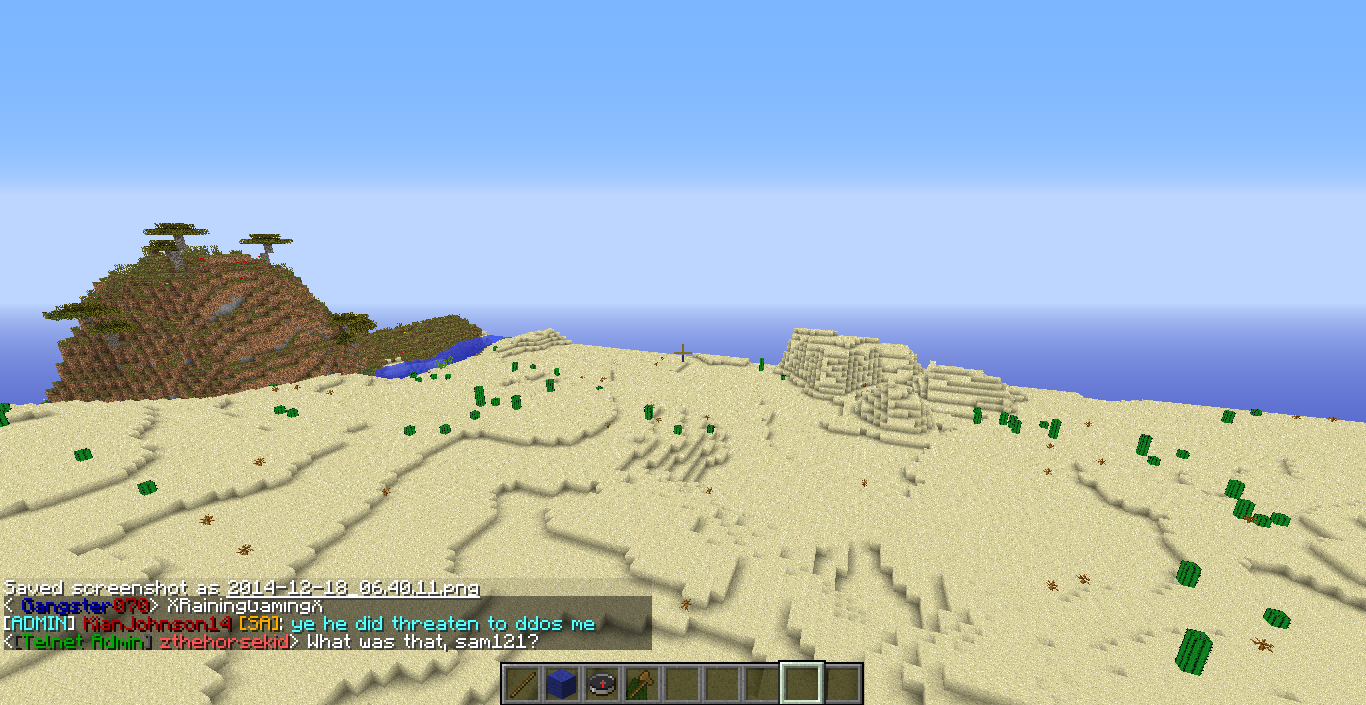 Saved screenshot as 2014-12-18_06.40.11.png
< Gangster070> XRainingGamingX
[ADMIN] KianJohnson14 [SA]: ye he did threaten to ddos me
<[Telnet Admin] zthehorsekid> What was that, sam121?